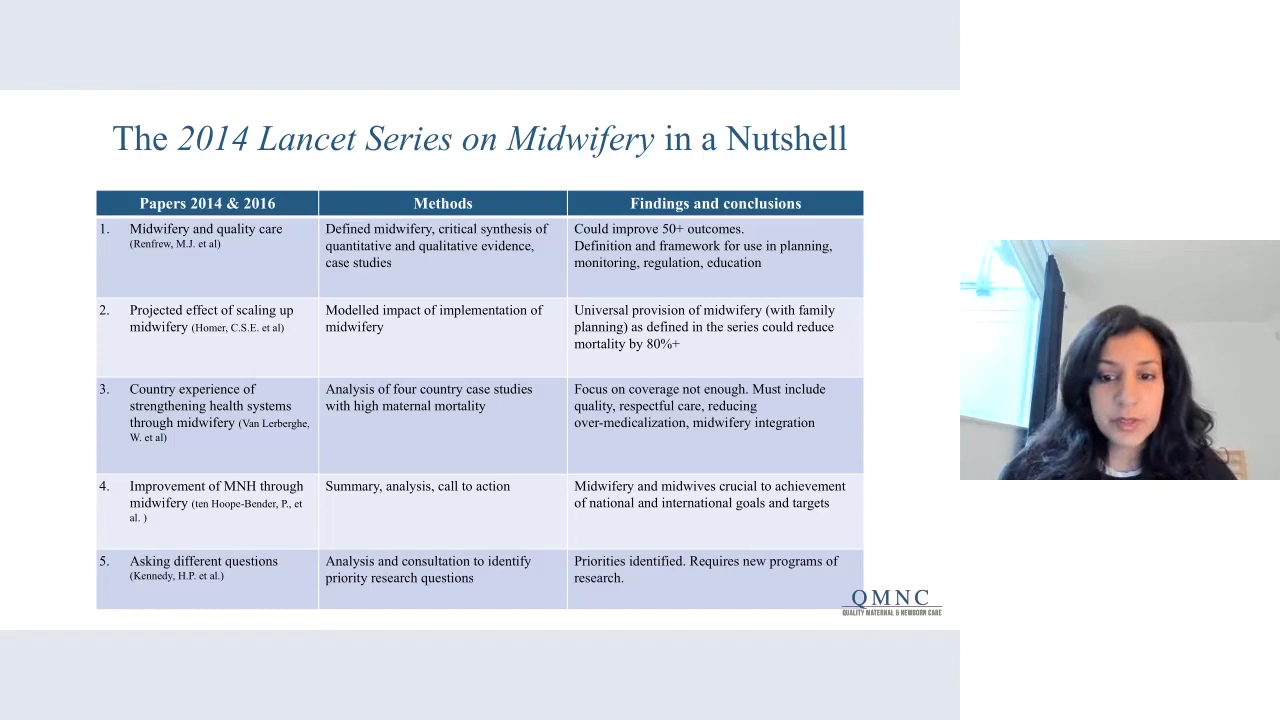 The 2014 Lancet Series on Midwifery in a Nutshell
Papers 2014 & 2016
Methods
Findings and conclusions
1. Midwifery and quality care
(Renfrew, M.J. et al)
Defined midwifery, critical synthesis of
quantitative and qualitative evidence,
case studies
Could improve 50+ outcomes.
Definition and framework for use in planning,
monitoring, regulation, education
2. Projected effect of scaling up
midwifery (Homer, C.S.E. et al)
Modelled impact of implementation of
midwifery
Universal provision of midwifery (with family
planning) as defined in the series could reduce
mortality by 80%+
3. Country experience of
strengthening health systems
through midwifery (Van Lerberghe,
W. et al)
Analysis of four country case studies
with high maternal mortality
Focus on coverage not enough. Must include
quality, respectful care, reducing
over-medicalization, midwifery integration
4. Improvement of MNH through
midwifery (ten Hoope-Bender, P., et
al. )
Summary, analysis, call to action
Midwifery and midwives crucial to achievement
of national and international goals and targets
5. Asking different questions
(Kennedy, H.P. et al.)
Analysis and consultation to identify
priority research questions
Priorities identified. Requires new programs of
research.
QMNC
QUALITY MATERNAL & NEWBORN CARE